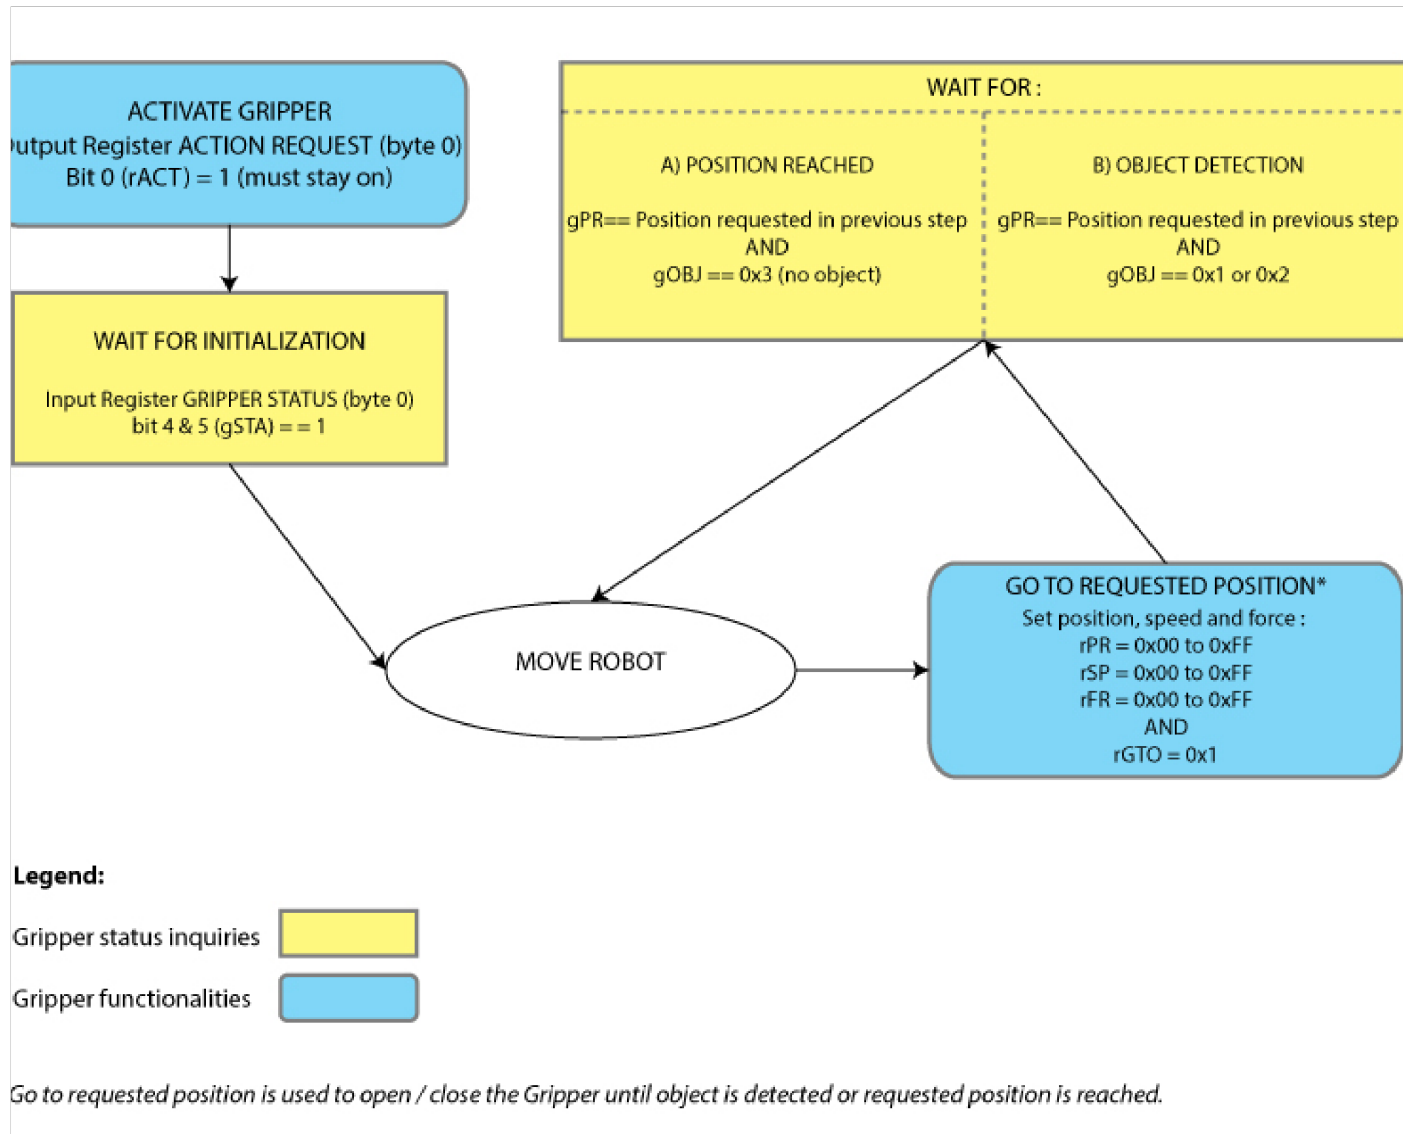 ACTIVATE GRIPPER
utput Register ACTION REQUEST (byte 0)
Bit 0 (rACT) = 1 (must stay on)
WAIT FOR INITIALIZATION
Input Register GRIPPER STATUS (byte 0)
bit 4 & 5 (gSTA) = = 1
WAIT FOR :
A) POSITION REACHED
gPR== Position requested in previous step
AND
gOBJ == 0x3 (no object)
B) OBJECT DETECTION
gPR== Position requested in previous step
AND
gOBJ == 0x1 or 0x2
MOVE ROBOT
GO TO REQUESTED POSITION*
Set position, speed and force :
rPR = 0x00 to 0xFF
rSP = 0x00 to 0xFF
rFR = 0x00 to 0xFF
AND
rGTO = 0x1
Legend:
Gripper status inquiries
Gripper functionalities
Go to requested position is used to open / close the Gripper until object is detected or requested position is reached.